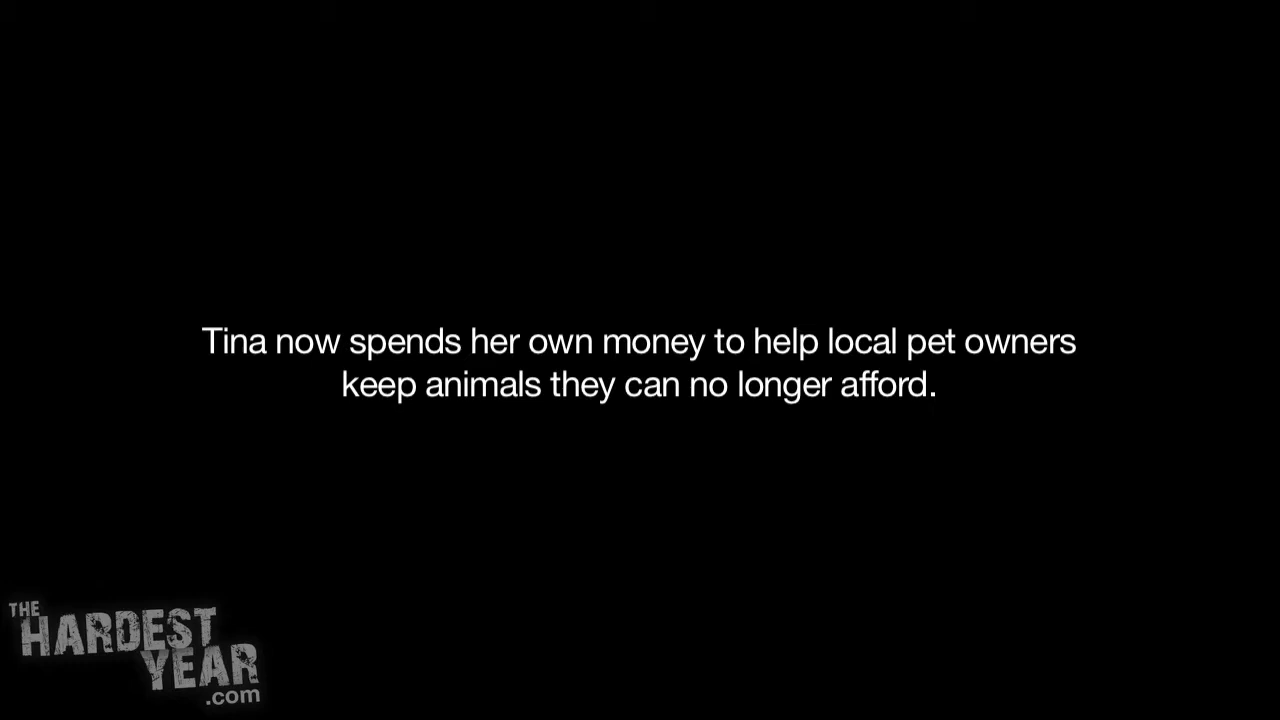 Tina now spends her own money to help local pet owners
keep animals they can no longer afford.
THE
HARDEST
YEAR
.com